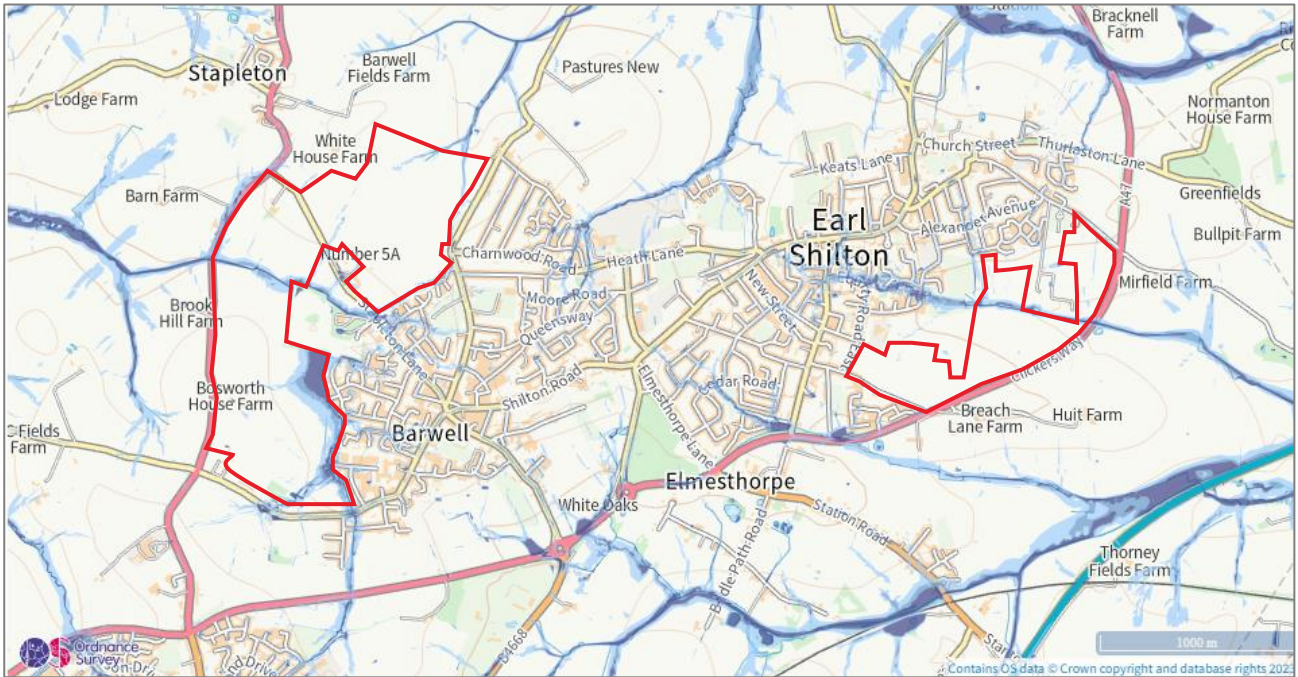 Bracknell
Farm
Stapleton
Barwell
Fields Farm
Pastures New
Lodge Farm
Normanton
House Farm
White
House Farm
Church Street
Thurlaston Lane
Keats Lane
Barn Farm
Greenfields
A47
Earl
Shilton
Alexander Avenue
Bullpit Farm
Number 5A
Charnwood Road
Heath Lane
Mirfield Farm
Brook
Hill Farm
Moore Road
Queensway
New Street
Stapleton Lane
Clickers Way
Bosworth
House Farm
Shilton Road
Cedar Road
Elmesthorpe Lane
Breach
Lane Farm
Huit Farm
Fields
Farm
Barwell
Elmesthorpe
White Oaks
Station Road
Thorney
Fields Farm
B4668
Ordnance
Survey
1000 m
Contains OS data © Crown copyright and database rights 2023